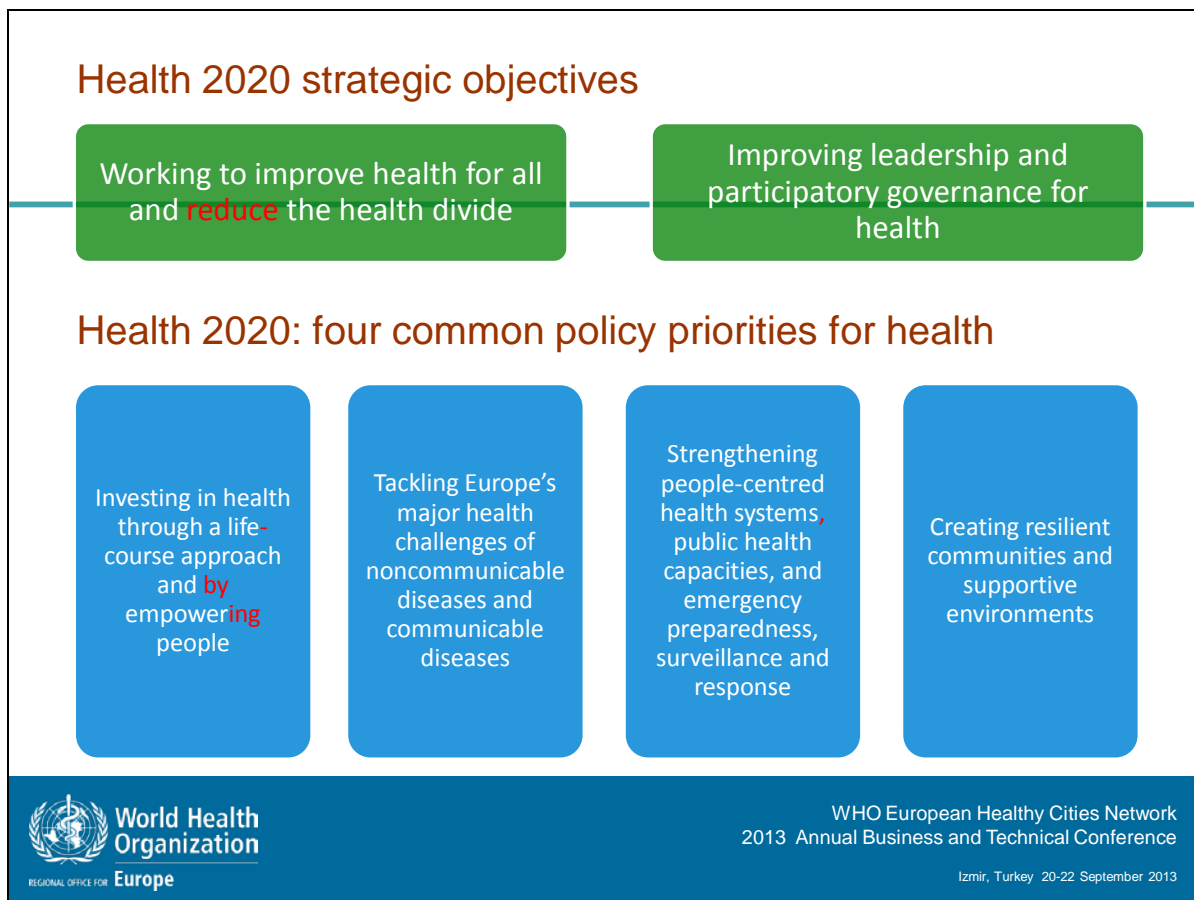 Health 2020 strategic objectives
Working to improve health for all
and reduce the health divide
Improving leadership and
participatory governance for
health
Health 2020: four common policy priorities for health
Investing in health
through a life-
course approach
and by
empowering
people
Tackling Europe’s
major health
challenges of
noncommunicable
diseases and
communicable
diseases
Strengthening
people-centred
health systems,
public health
capacities, and
emergency
preparedness,
surveillance and
response
Creating resilient
communities and
supportive
environments
World Health
Organization
REGIONAL OFFICE FOR Europe
WHO European Healthy Cities Network
2013 Annual Business and Technical Conference
Izmir, Turkey 20-22 September 2013